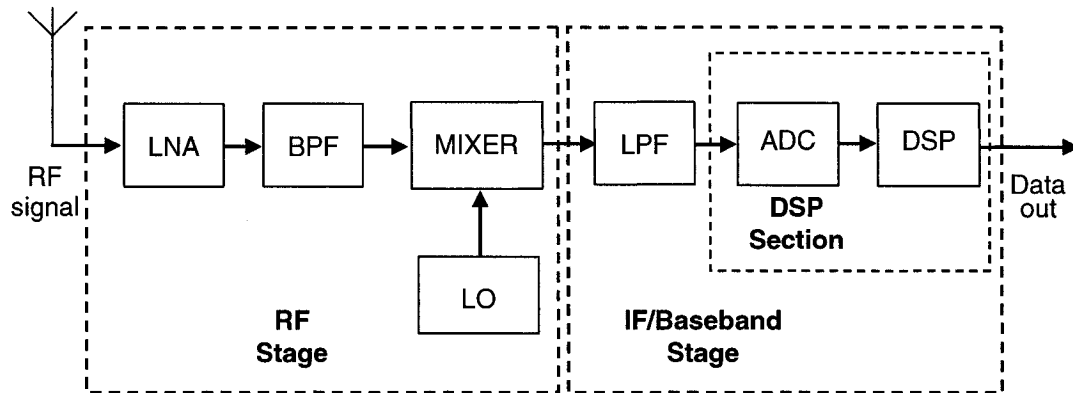 LNA
BPF
MIXER
LPF
ADC
DSP
RF
signal
Data
out
DSP
Section
LO
RF
Stage
IF/Baseband
Stage